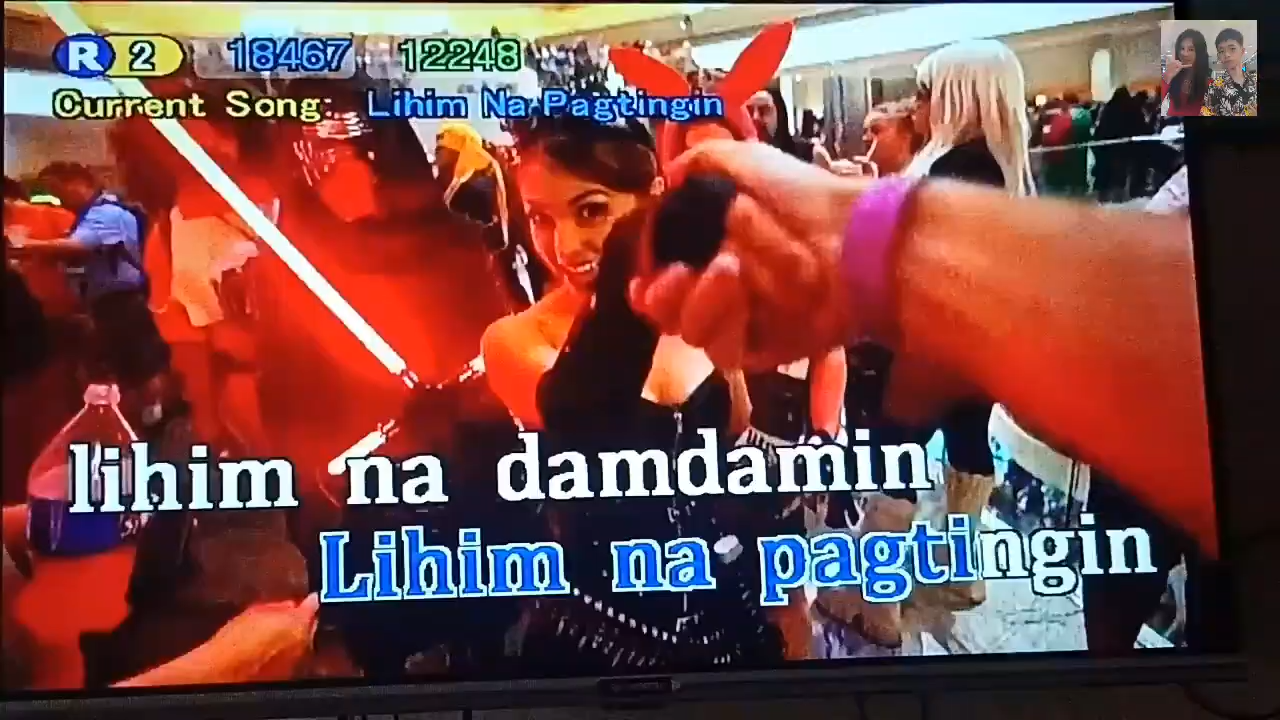 R 2 18467 12248
Current Song: Lihim Na Pagtingin
lihim na damdamin
Lihim na pagtingin